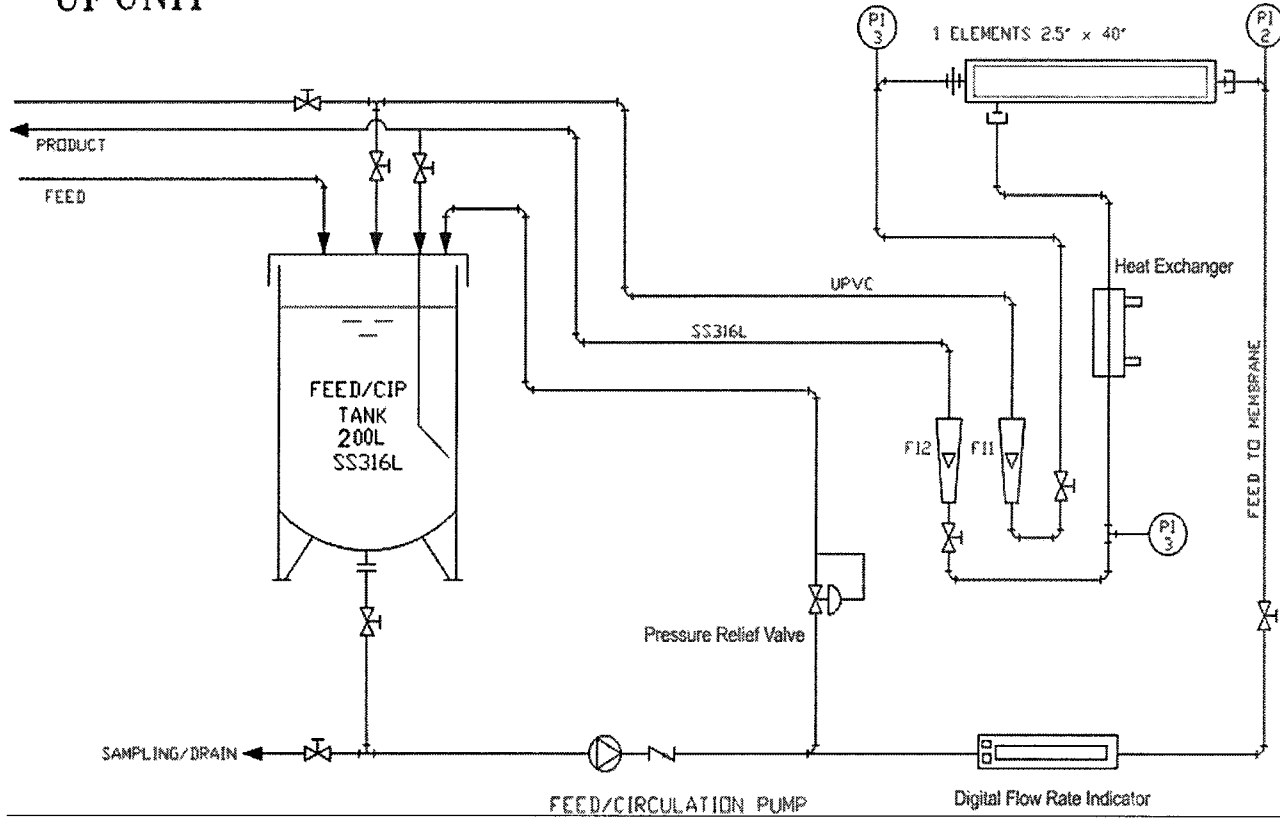 UF UNIT
PI
3
1 ELEMENTS 2.5" x 40"
PI
2
PRODUCT
FEED
Heat Exchanger
UPVC
SS316L
FEED TO MEMBRANE
FEED/CIP
TANK
200L
SS316L
FI2
FI1
PI
3
Pressure Relief Valve
SAMPLING/DRAIN
FEED/CIRCULATION PUMP
Digital Flow Rate Indicator